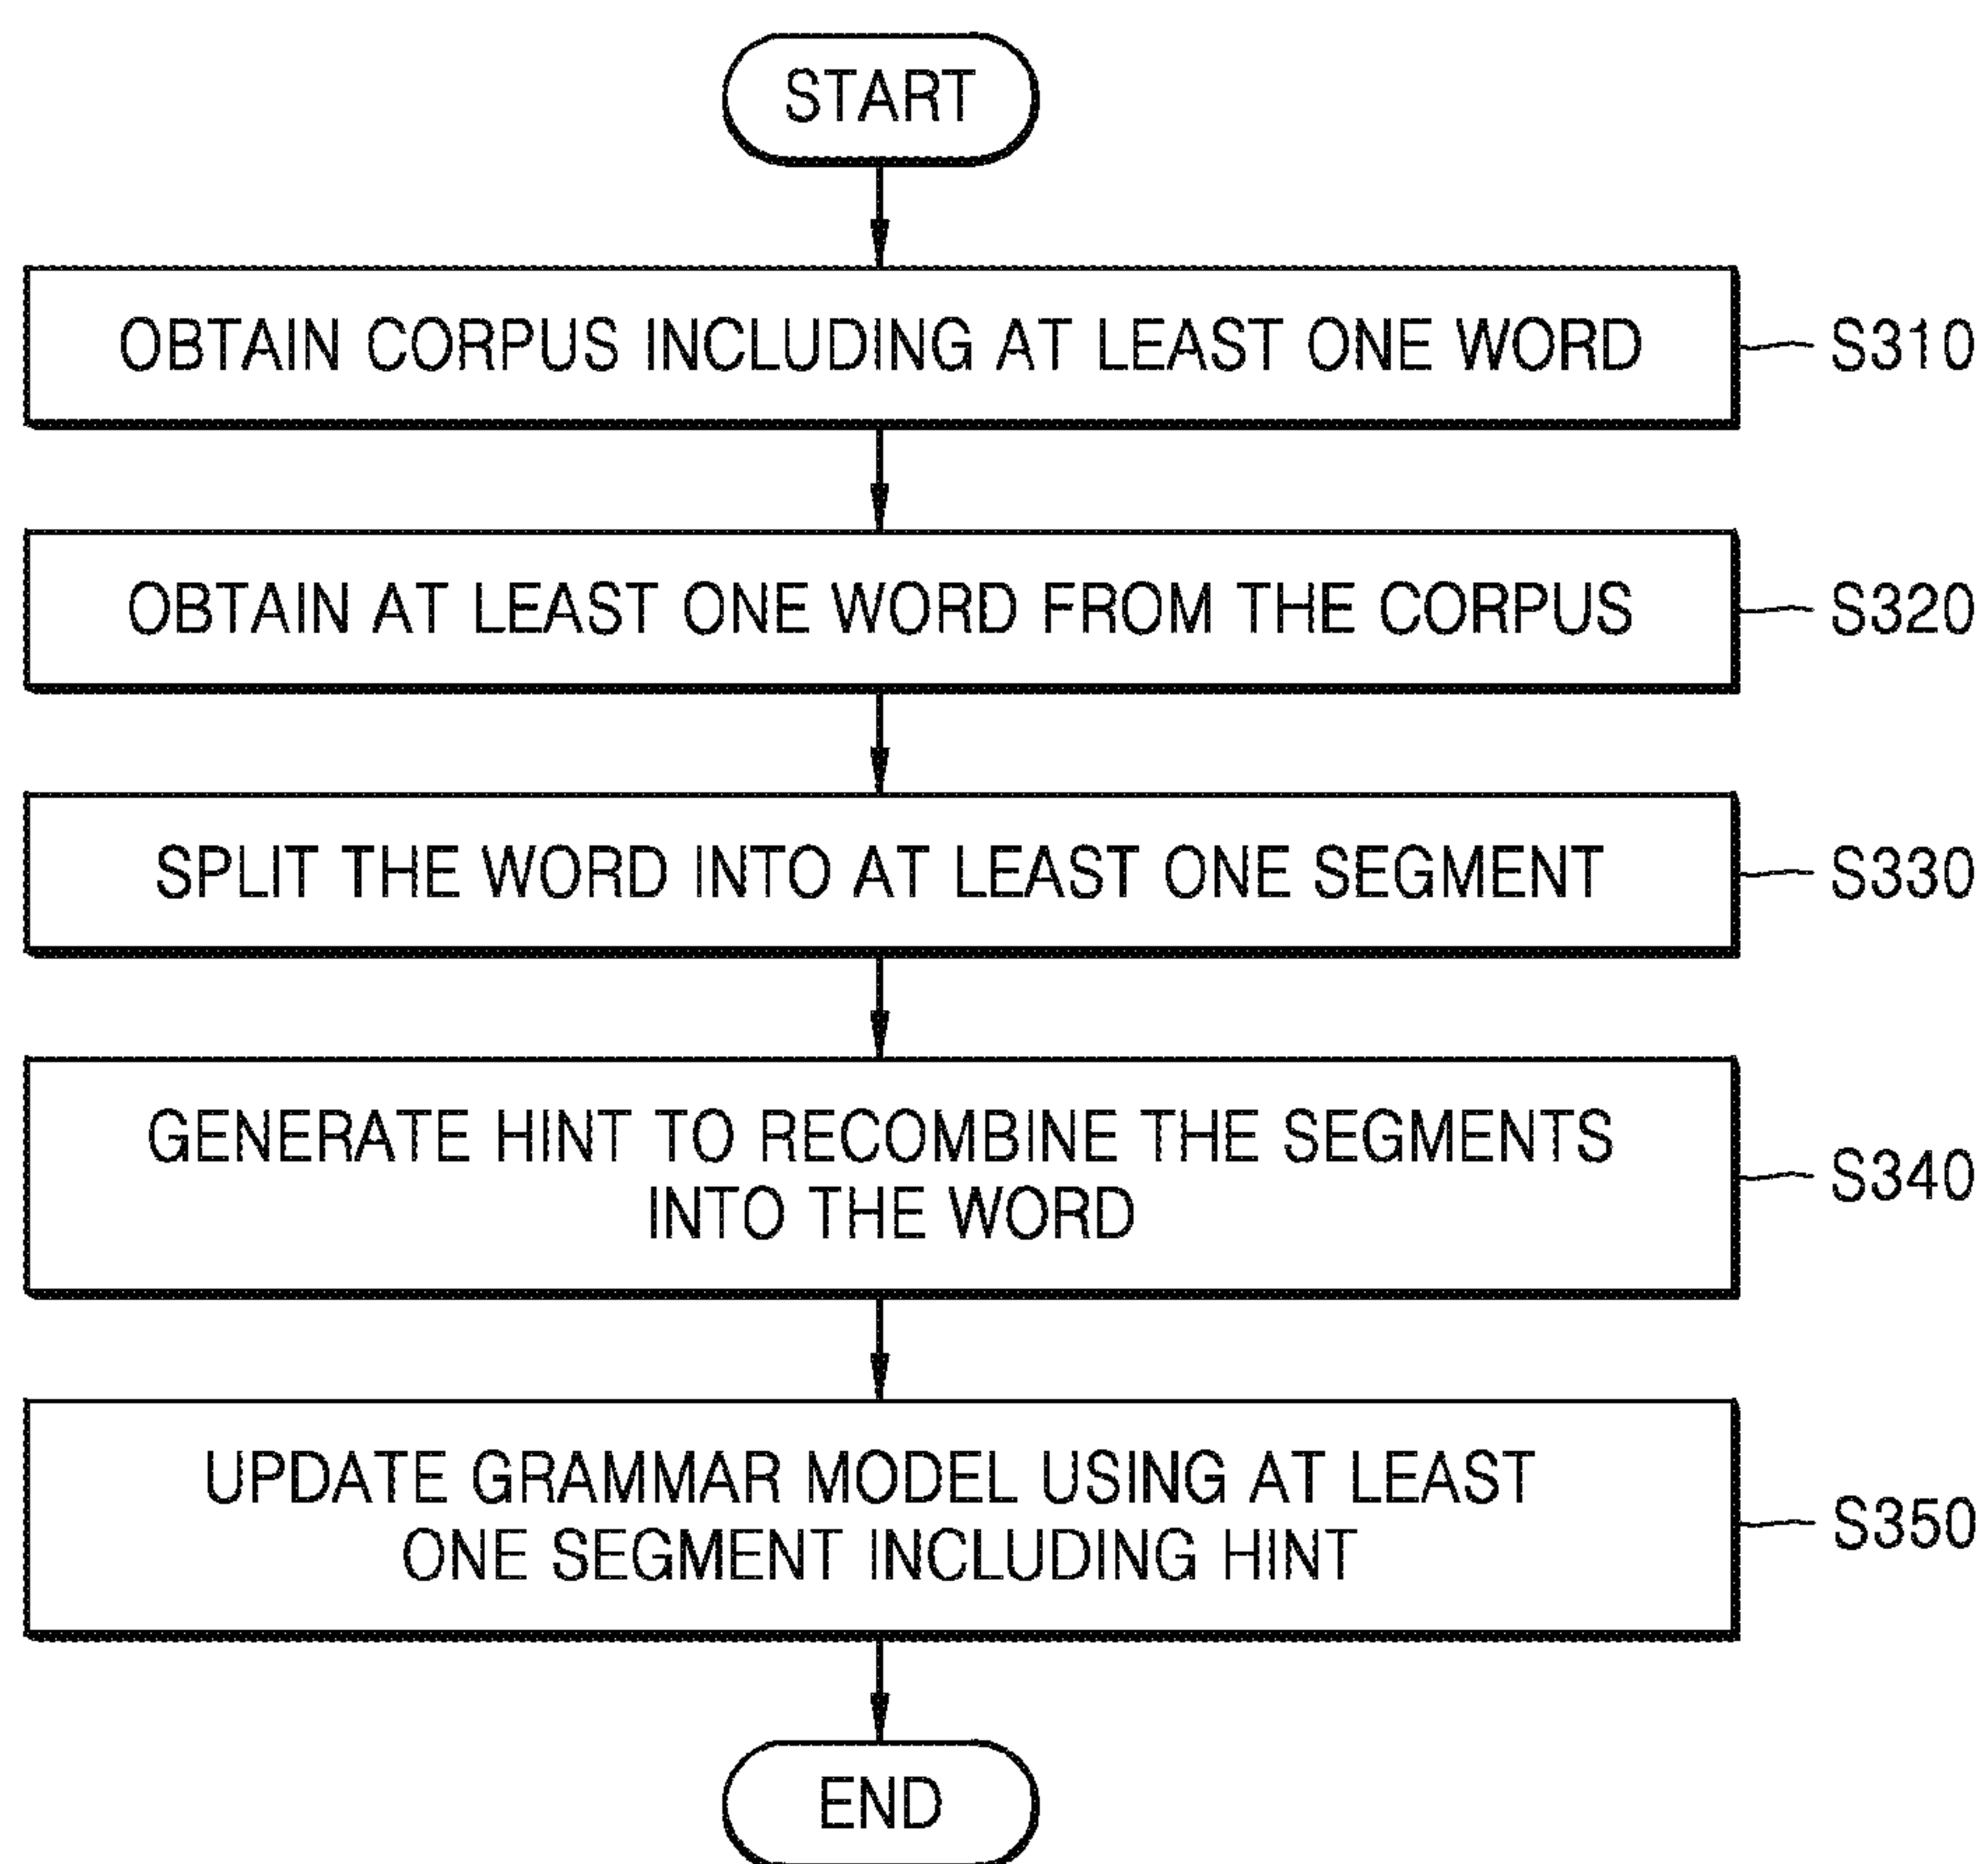 START
OBTAIN CORPUS INCLUDING AT LEAST ONE WORD
S310
OBTAIN AT LEAST ONE WORD FROM THE CORPUS
S320
SPLIT THE WORD INTO AT LEAST ONE SEGMENT
S330
GENERATE HINT TO RECOMBINE THE SEGMENTS
INTO THE WORD
S340
UPDATE GRAMMAR MODEL USING AT LEAST
ONE SEGMENT INCLUDING HINT
S350
END